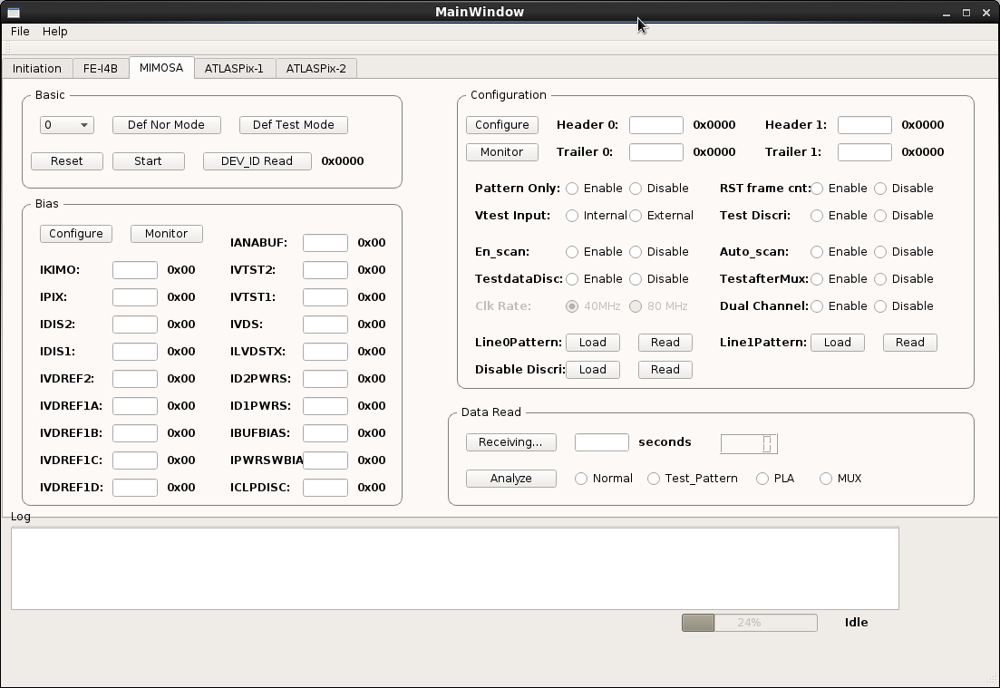 MainWindow
File Help
Initiation FE-I4B MIMOSA ATLASPix-1 ATLASPix-2
Basic
0 Def Nor Mode Def Test Mode
Reset Start DEV_ID Read 0x0000
Bias
Configure Monitor
IANABUF: 0x00
IKIMO: 0x00 IVTST2: 0x00
IPIX: 0x00 IVTST1: 0x00
IDIS2: 0x00 IVDS: 0x00
IDIS1: 0x00 ILVDSTX: 0x00
IVDREF2: 0x00 ID2PWRS: 0x00
IVDREF1A: 0x00 ID1PWRS: 0x00
IVDREF1B: 0x00 IBUFBIAS: 0x00
IVDREF1C: 0x00 IPWRSWBIA 0x00
IVDREF1D: 0x00 ICLPDISC: 0x00
Configuration
Configure Header 0: 0x0000 Header 1: 0x0000
Monitor Trailer 0: 0x0000 Trailer 1: 0x0000
Pattern Only: Enable Disable RST frame cnt: Enable Disable
Vtest Input: Internal External Test Discri: Enable Disable
En_scan: Enable Disable Auto_scan: Enable Disable
TestdataDisc: Enable Disable TestafterMux: Enable Disable
Clk Rate: 40MHz 80 MHz Dual Channel: Enable Disable
Line0Pattern: Load Read Line1Pattern: Load Read
Disable Discri: Load Read
Data Read
Receiving... seconds 0
Analyze Normal Test_Pattern PLA MUX
Log
24% Idle